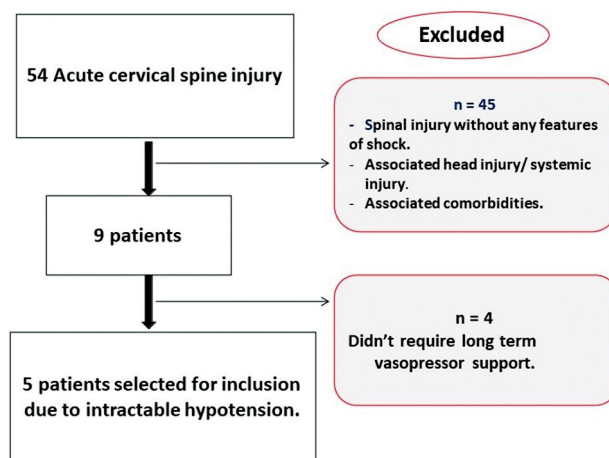 54 Acute cervical spine injury
Excluded
n = 45
- Spinal injury without any features
of shock.
- Associated head injury/ systemic
injury.
- Associated comorbidities.
9 patients
n = 4
Didn't require long term
vasopressor support.
5 patients selected for inclusion
due to intractable hypotension.